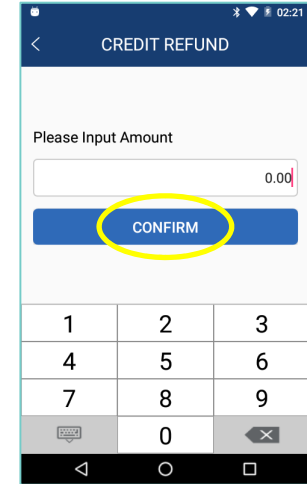 02:21
CREDIT REFUND
Please Input Amount
0.00
CONFIRM
1 2 3
4 5 6
7 8 9
0